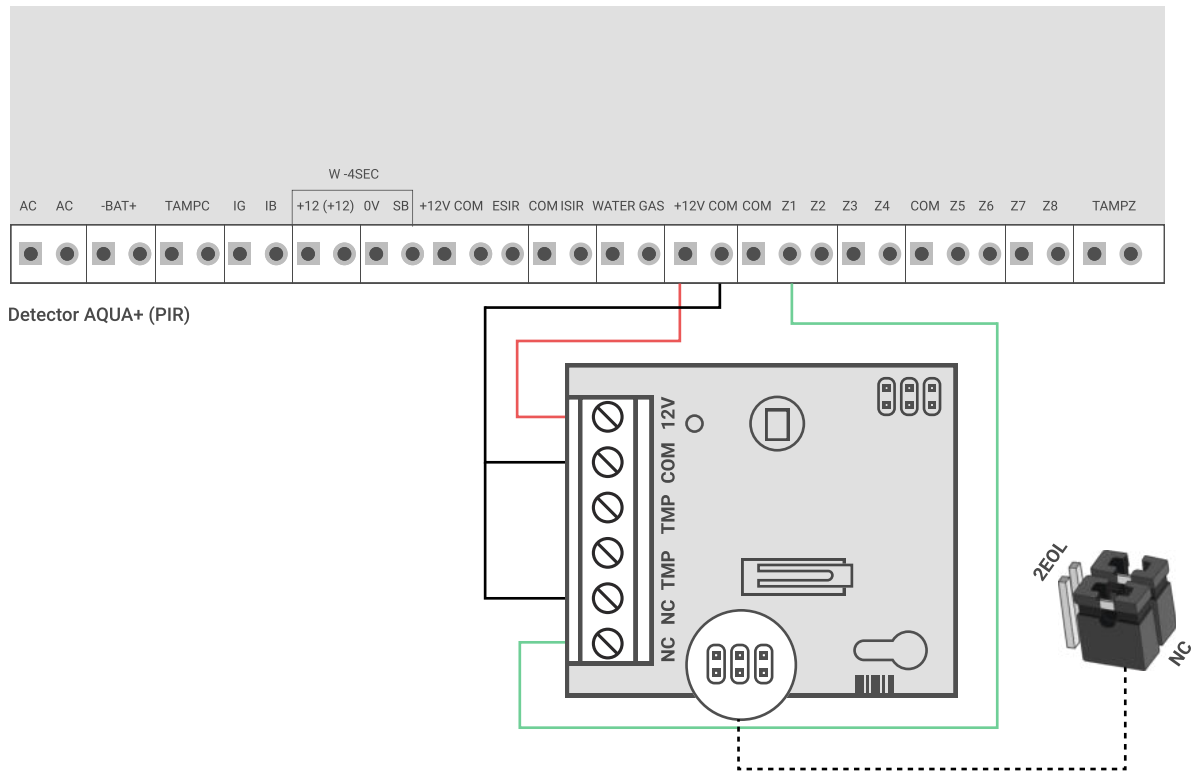 W -4SEC
AC AC -BAT+ TAMPC IG IB +12 (+12) 0V SB +12V COM ESIR COM ISIR WATER GAS +12V COM COM Z1 Z2 Z3 Z4 COM Z5 Z6 Z7 Z8 TAMPZ
Detector AQUA+ (PIR)
12V
COM
TMP
TMP
NC
NC
2EOL
NC